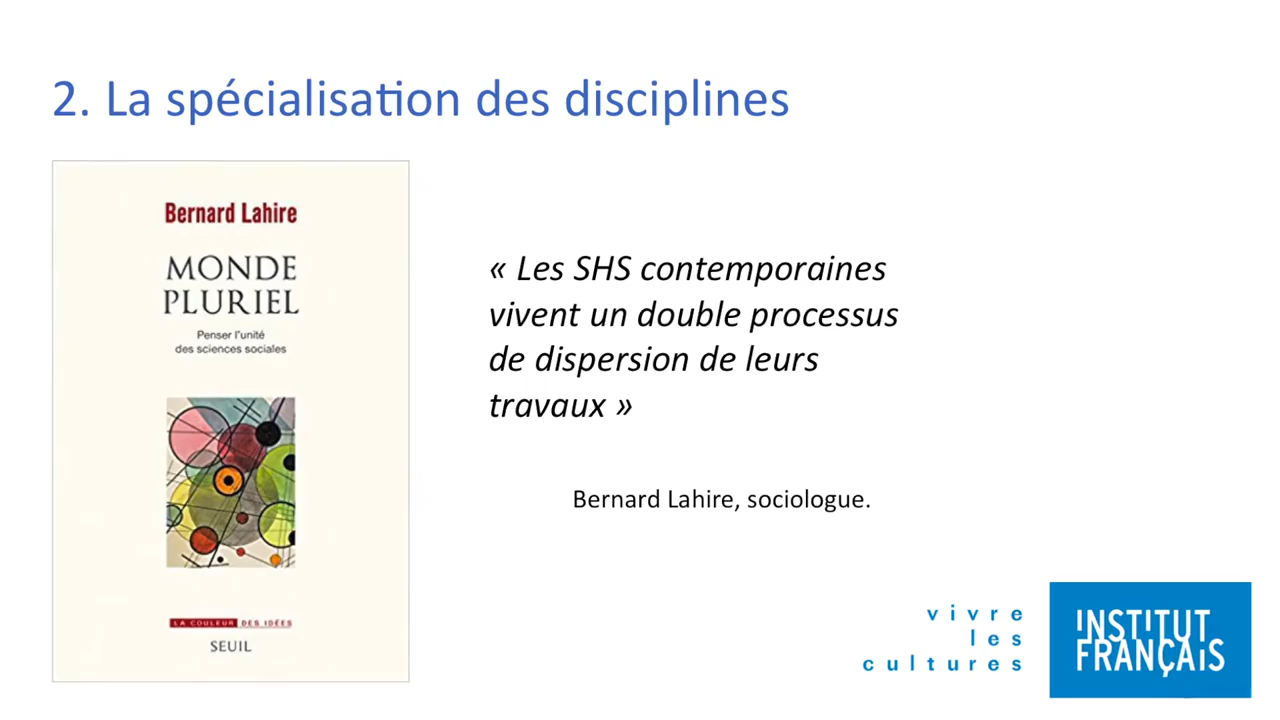 2. La spécialisation des disciplines
Bernard Lahire
MONDE
PLURIEL
Penser l'unité
des sciences sociales
LA COULEUR DES IDÉES
SEUIL
« Les SHS contemporaines
vivent un double processus
de dispersion de leurs
travaux »
Bernard Lahire, sociologue.
vivre
les
cultures
INSTITUT
FRANÇAIS